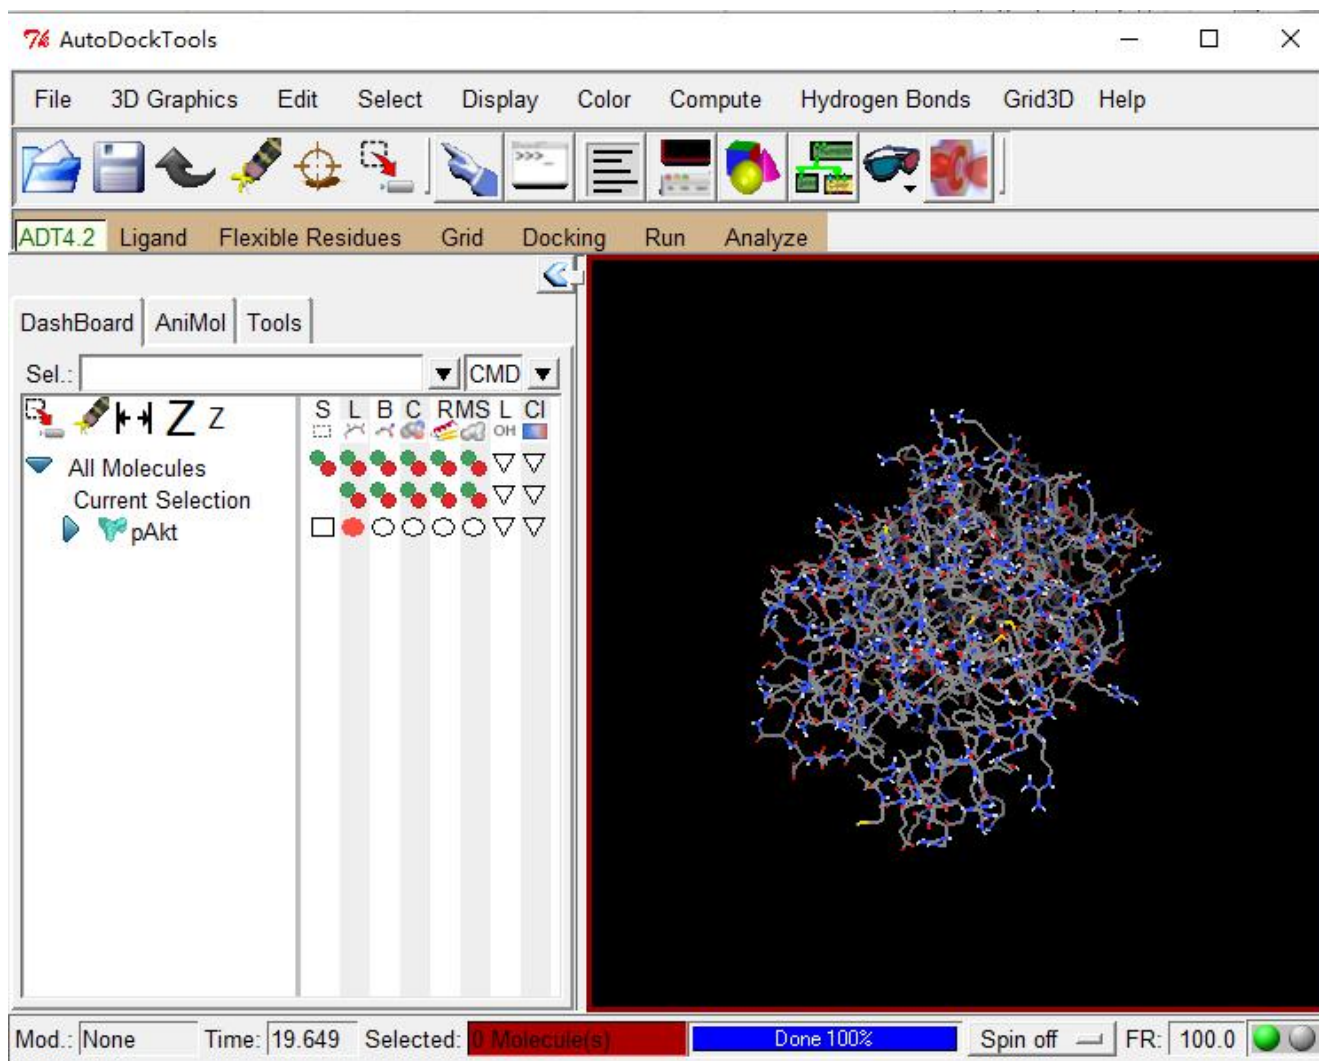 AutoDockTools
File 3D Graphics Edit Select Display Color Compute Hydrogen Bonds Grid3D Help
>>>_
ADT4.2 Ligand Flexible Residues Grid Docking Run Analyze
DashBoard AniMol Tools
Sel.: CMD
Z Z S L B C R MS L Cl
OH
All Molecules
Current Selection
pAkt
Mod.: None Time: 19.649 Selected: 0 Molecule(s) Done 100% Spin off FR: 100.0